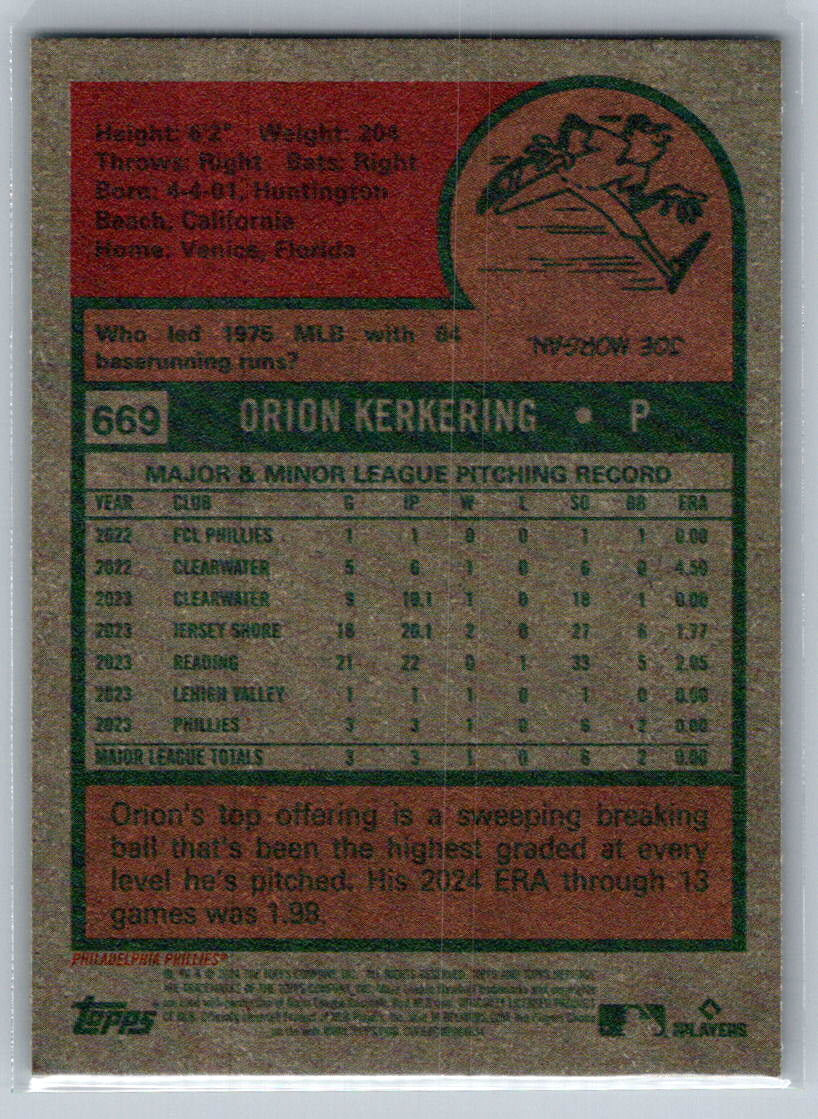 Height: 6'2" Weight: 204
Throws: Right Bats: Right
Born: 4-4-01, Huntington
Beach, California
Home: Venice, Florida
Who led 1975 MLB with 84
baserunning runs?
JOE MORGAN
669 ORION KERKERING • P
MAJOR & MINOR LEAGUE PITCHING RECORD
YEAR CLUB G IP W L SO BB ERA
2022 FCL PHILLIES 1 1 0 0 1 1 0.00
2022 CLEARWATER 5 6 1 0 6 0 4.50
2023 CLEARWATER 9 10.1 1 0 18 1 0.00
2023 JERSEY SHORE 18 20.1 2 0 27 6 1.77
2023 READING 21 22 0 1 33 5 2.05
2023 LEHIGH VALLEY 1 1 1 0 1 0 0.00
2023 PHILLIES 3 3 1 0 6 2 0.00
MAJOR LEAGUE TOTALS 3 3 1 0 6 2 0.00
Orion's top offering is a sweeping breaking
ball that's been the highest graded at every
level he's pitched. His 2024 ERA through 13
games was 1.98.
PHILADELPHIA PHILLIES®
topps
PLAYERS